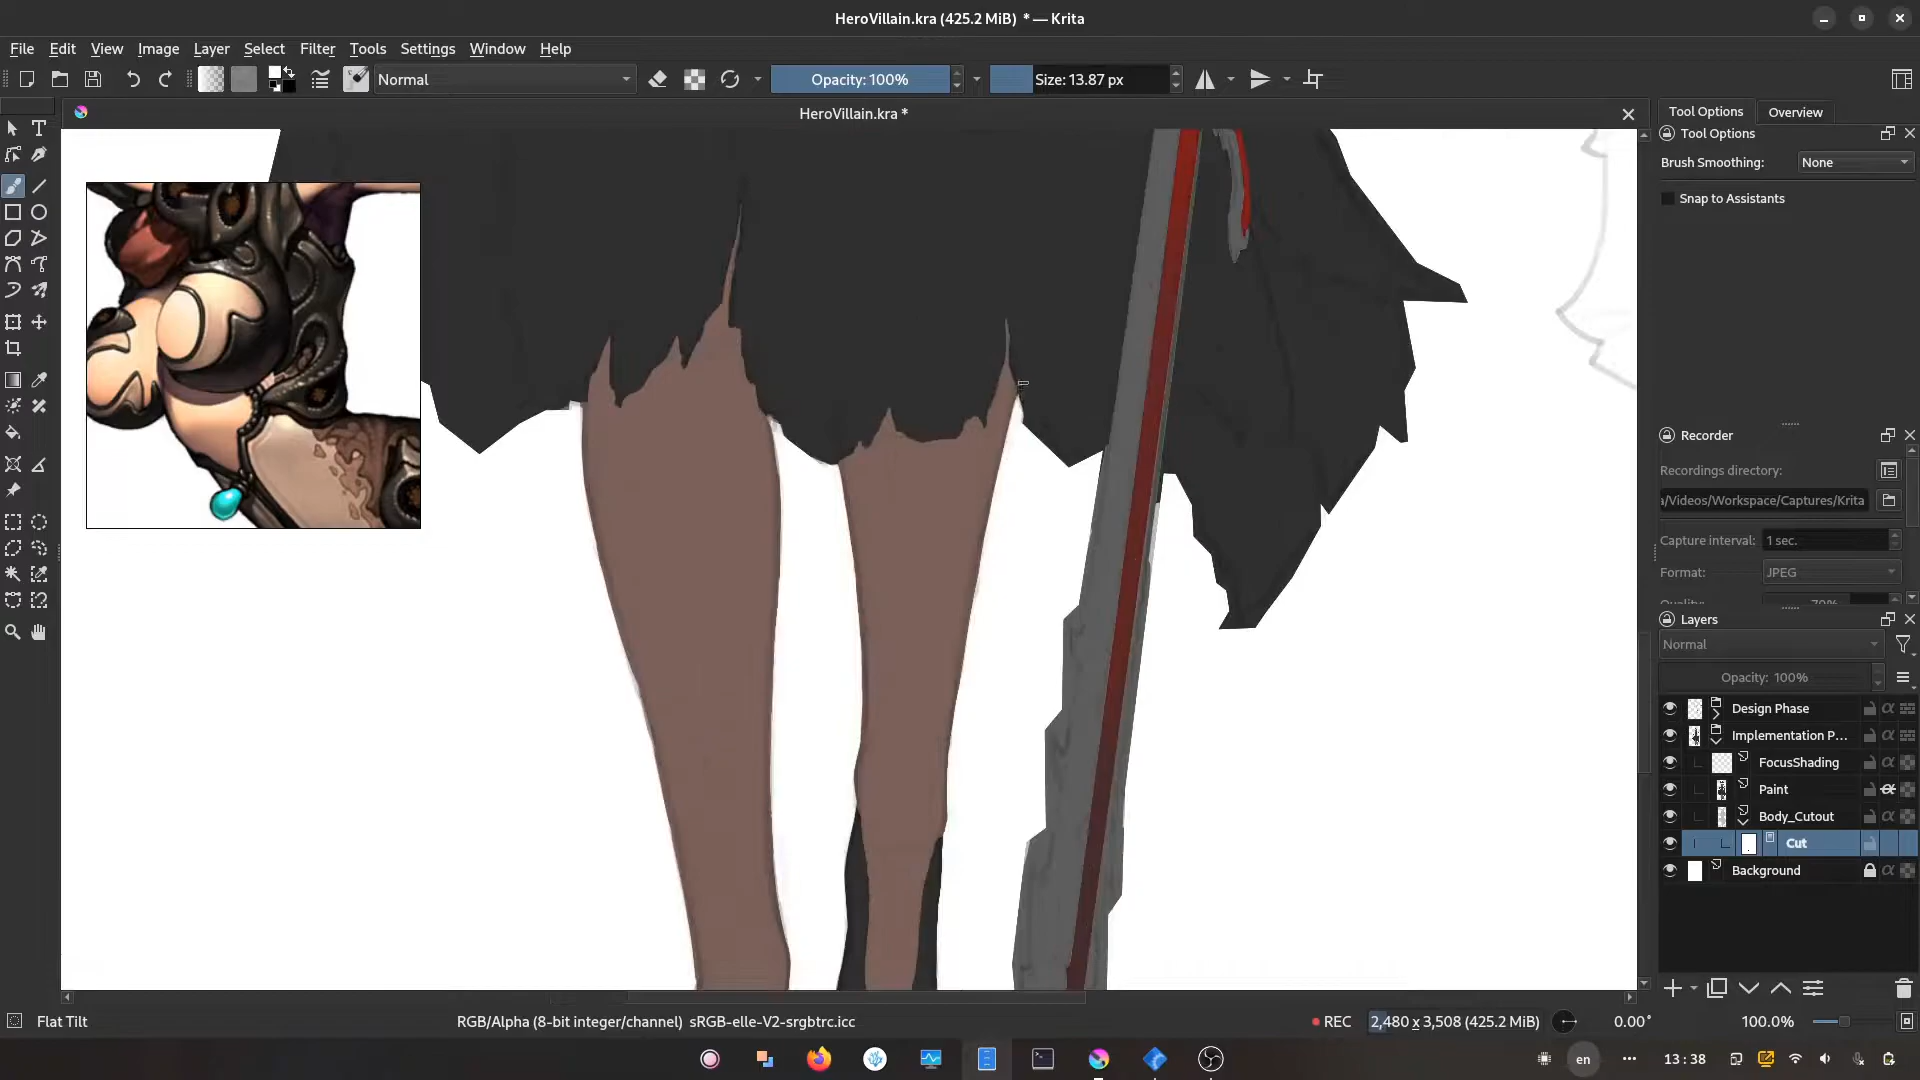 HeroVillain.kra (425.2 MiB) * — Krita
File Edit View Image Layer Select Filter Tools Settings Window Help
Normal
Opacity: 100%
Size: 13.87 px
HeroVillain.kra *
Tool Options
Overview
Tool Options
Brush Smoothing:
None
Snap to Assistants
Recorder
Recordings directory:
a/Videos/Workspace/Captures/Krita
Capture interval:
1 sec.
Format:
JPEG
Layers
Normal
Opacity: 100%
Design Phase
Implementation P...
FocusShading
Paint
Body_Cutout
Cut
Background
Flat Tilt
RGB/Alpha (8-bit integer/channel) sRGB-elle-V2-srgbtrc.icc
REC
2,480 x 3,508 (425.2 MiB)
0.00°
100.0%
en
13:38